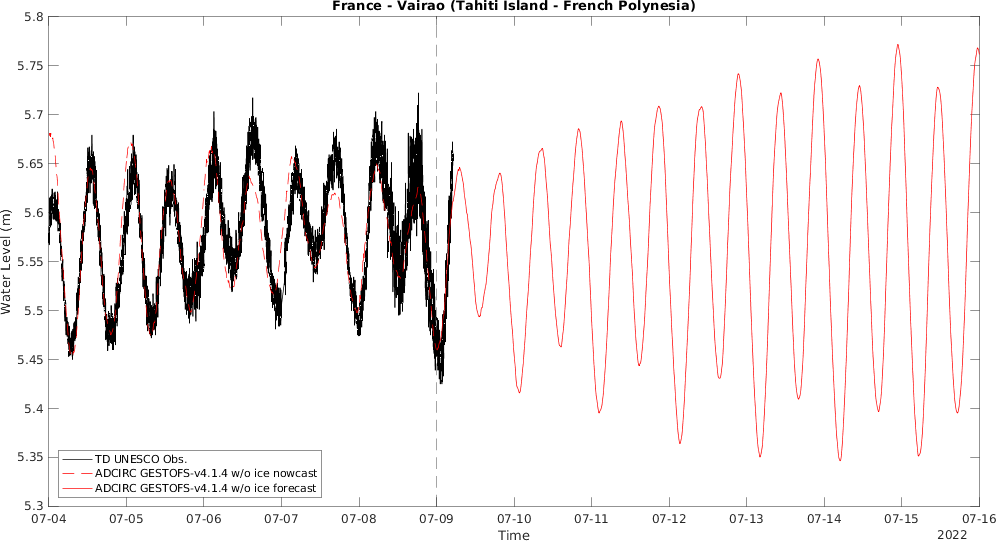 France - Vairao (Tahiti Island - French Polynesia)
5.8
5.75
5.7
5.65
5.6
5.55
5.5
5.45
5.4
5.35
5.3
Water Level (m)
TD UNESCO Obs.
ADCIRC GESTOFS-v4.1.4 w/o ice nowcast
ADCIRC GESTOFS-v4.1.4 w/o ice forecast
07-04 07-05 07-06 07-07 07-08 07-09 07-10 07-11 07-12 07-13 07-14 07-15 07-16
Time
2022